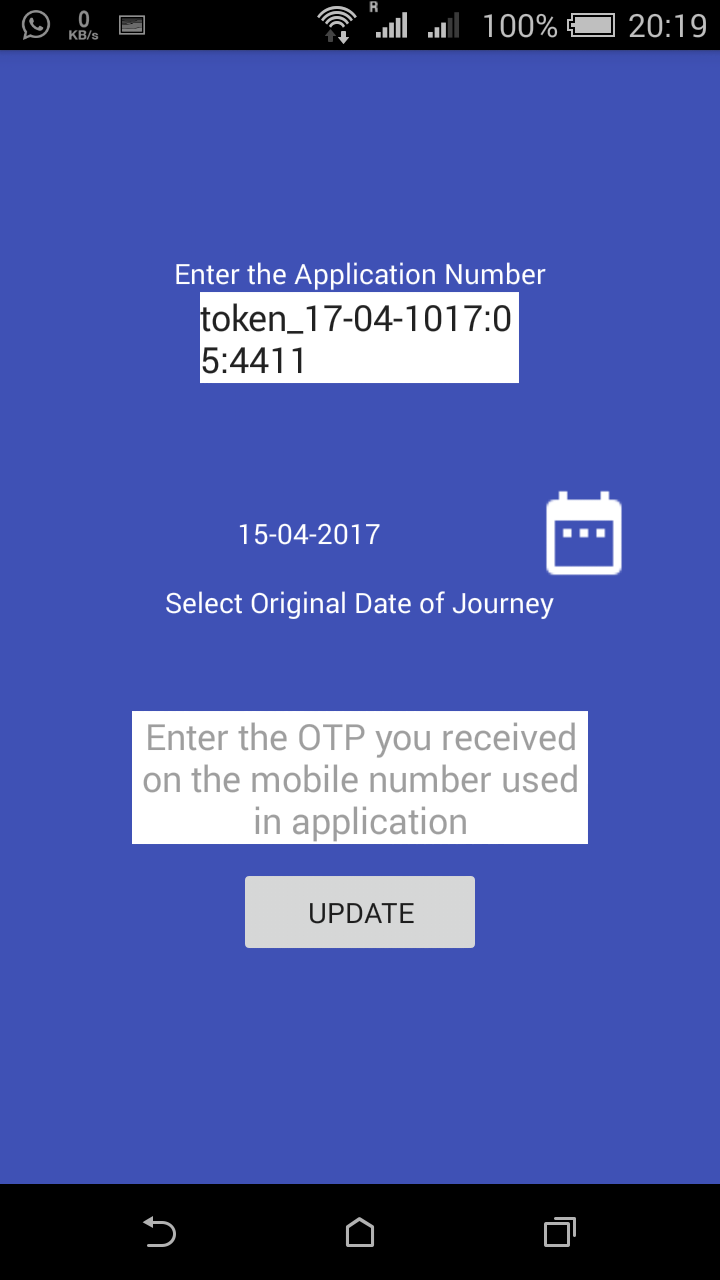 0
KB/s
R
100%
20:19
Enter the Application Number
token_17-04-1017:0
5:4411
15-04-2017
Select Original Date of Journey
Enter the OTP you received
on the mobile number used
in application
UPDATE